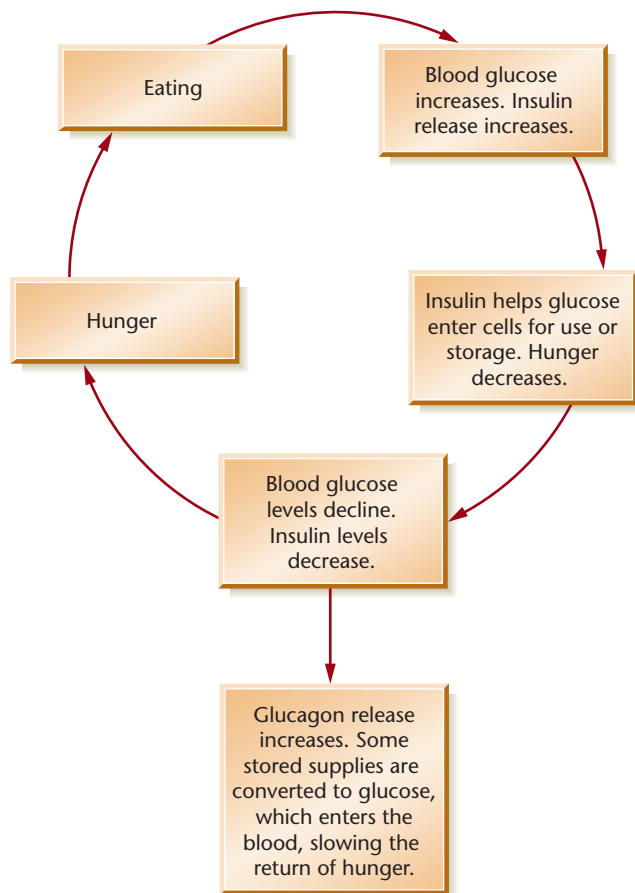 Eating
Blood glucose
increases. Insulin
release increases.
Insulin helps glucose
enter cells for use or
storage. Hunger
decreases.
Blood glucose
levels decline.
Insulin levels
decrease.
Hunger
Glucagon release
increases. Some
stored supplies are
converted to glucose,
which enters the
blood, slowing the
return of hunger.